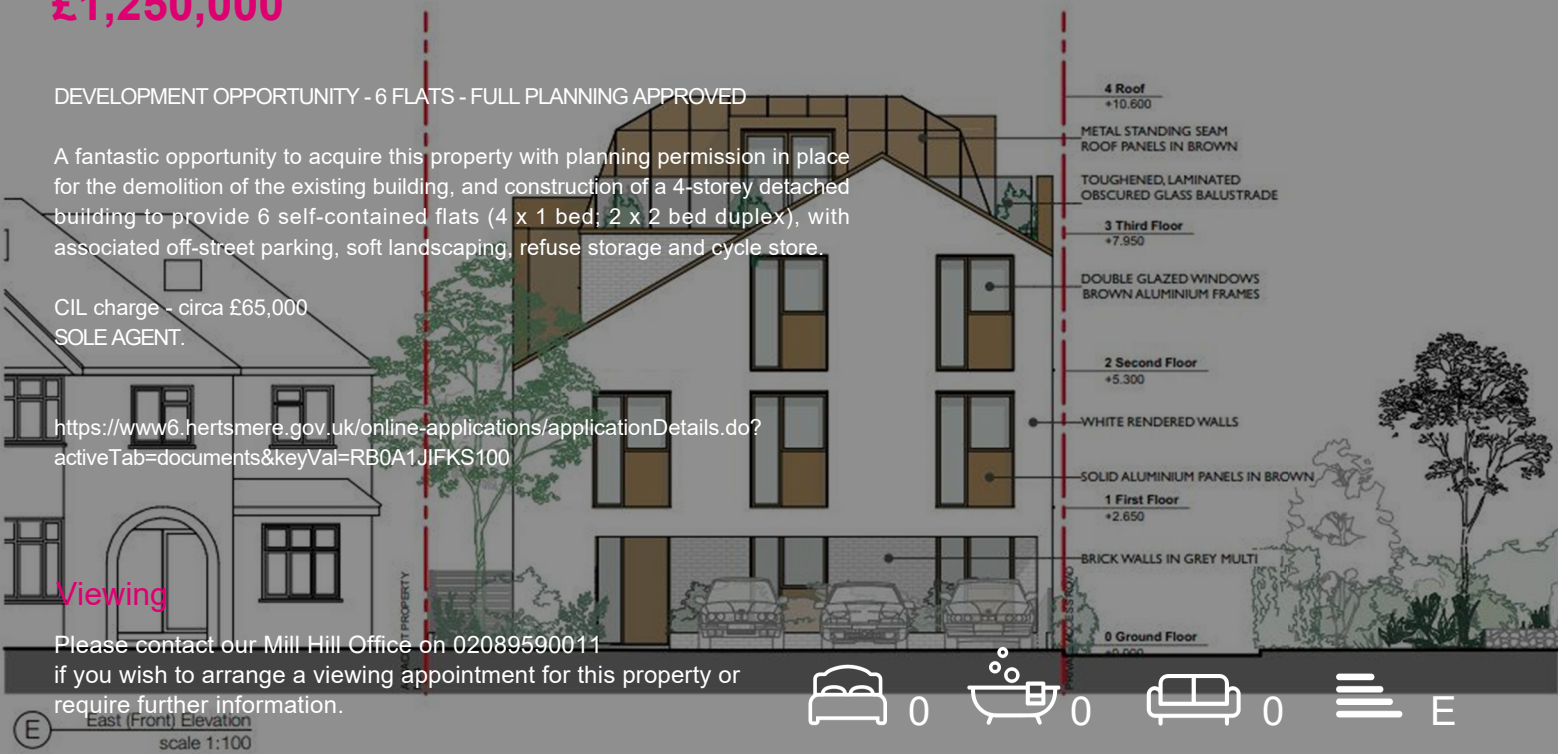 £1,250,000
DEVELOPMENT OPPORTUNITY - 6 FLATS - FULL PLANNING APPROVED
A fantastic opportunity to acquire this property with planning permission in place
for the demolition of the existing building, and construction of a 4-storey detached
building to provide 6 self-contained flats (4 x 1 bed; 2 x 2 bed duplex), with
associated off-street parking, soft landscaping, refuse storage and cycle store.
CIL charge - circa £65,000
SOLE AGENT.
https://www6.hertsmere.gov.uk/online-applications/applicationDetails.do?
activeTab=documents&keyVal=RB0A1JIFKS100
Viewing
Please contact our Mill Hill Office on 02089590011
if you wish to arrange a viewing appointment for this property or
require further information.
E
East (Front) Elevation
scale 1:100
4 Roof
+10.600
METAL STANDING SEAM
ROOF PANELS IN BROWN
TOUGHENED, LAMINATED
OBSCURED GLASS BALUSTRADE
3 Third Floor
+7.950
DOUBLE GLAZED WINDOWS
BROWN ALUMINIUM FRAMES
2 Second Floor
+5.300
WHITE RENDERED WALLS
SOLID ALUMINIUM PANELS IN BROWN
1 First Floor
+2.650
BRICK WALLS IN GREY MULTI
0 Ground Floor
+0.000
PROPERTY
ROAD
0
0
0
E